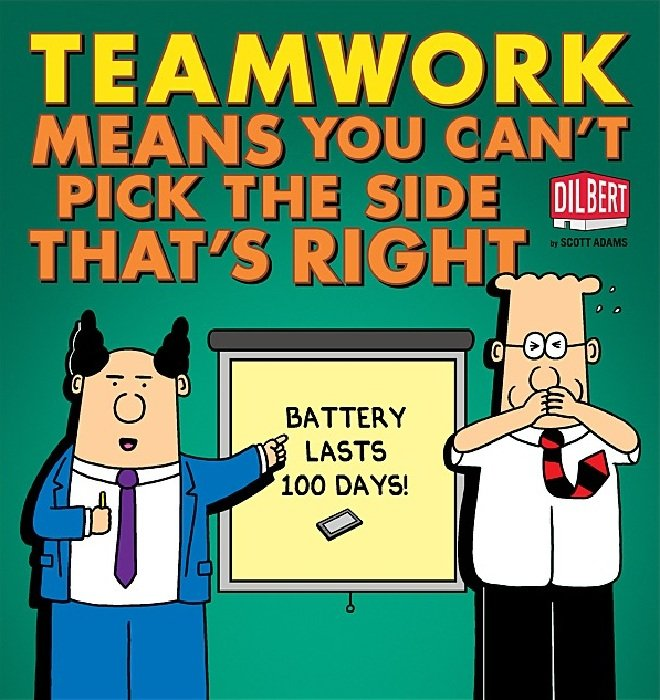 TEAMWORK
MEANS YOU CAN'T
PICK THE SIDE
THAT'S RIGHT
DILBERT
by SCOTT ADAMS
BATTERY
LASTS
100 DAYS!